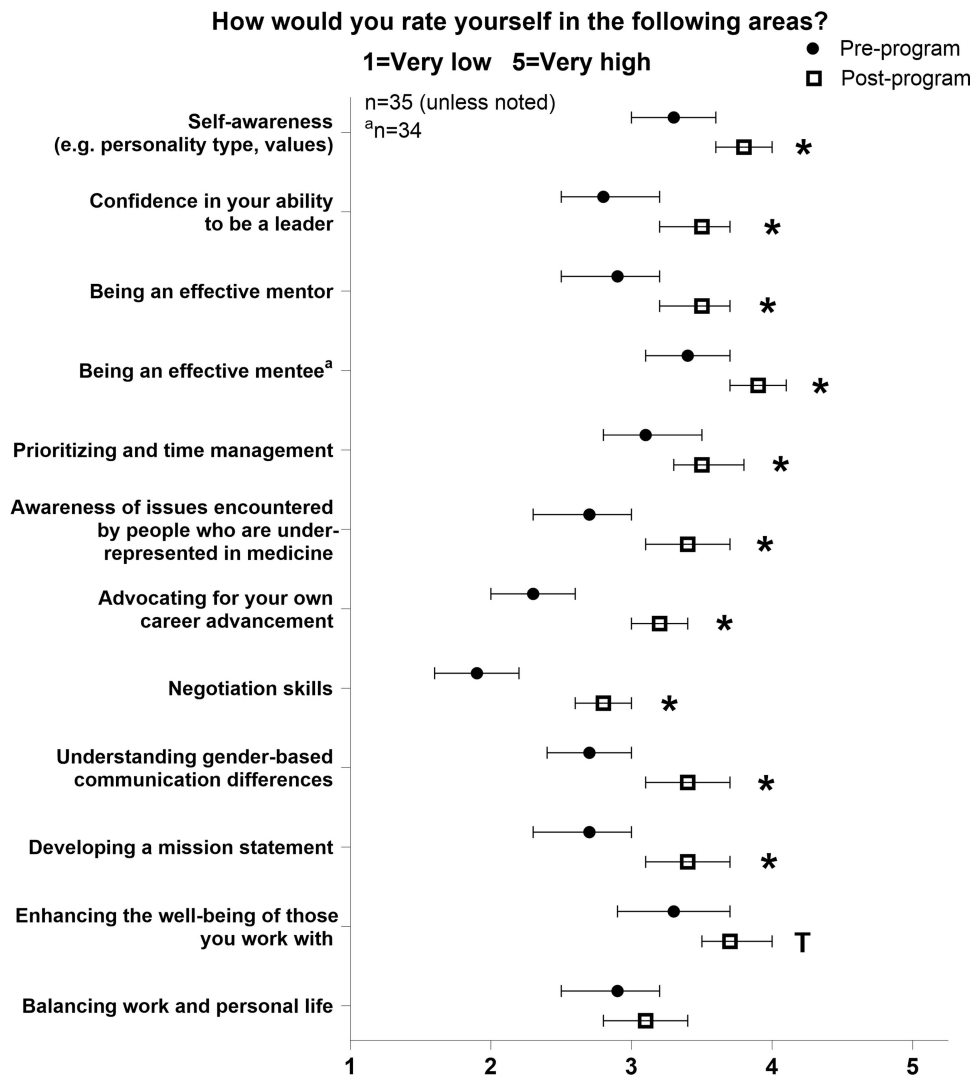 How would you rate yourself in the following areas?
1=Very low 5=Very high
Pre-program
Post-program
n=35 (unless noted)
ᵃn=34
Self-awareness
(e.g. personality type, values)
*
Confidence in your ability
to be a leader
*
Being an effective mentor
*
Being an effective menteeᵃ
*
Prioritizing and time management
*
Awareness of issues encountered
by people who are under-
represented in medicine
*
Advocating for your own
career advancement
*
Negotiation skills
*
Understanding gender-based
communication differences
*
Developing a mission statement
*
Enhancing the well-being of those
you work with
T
Balancing work and personal life
1 2 3 4 5